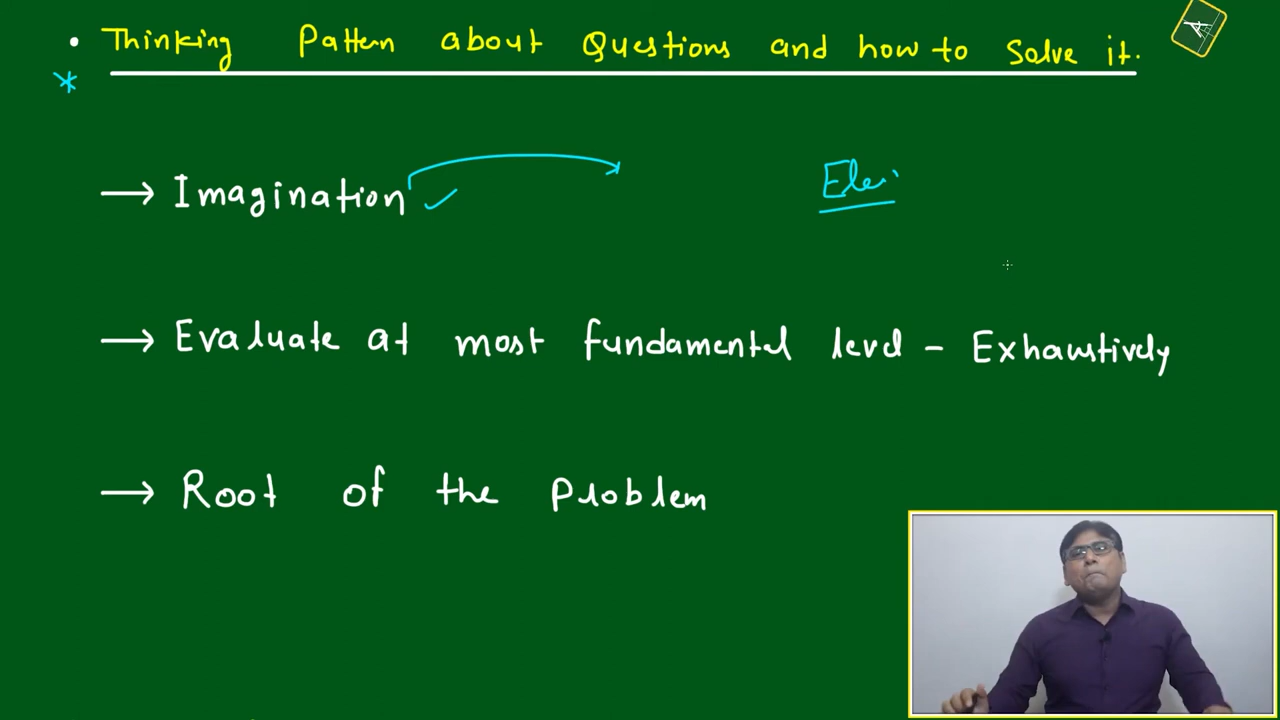 • Thinking Pattern about Questions and how to solve it.
→ Imagination
→ Evaluate at most fundamental level - Exhaustively
→ Root of the Problem